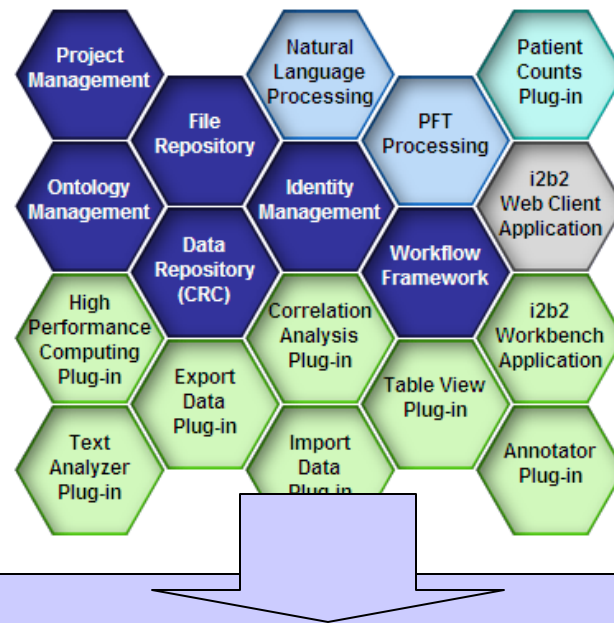 Project
Management
Natural
Language
Processing
Patient
Counts
Plug-in
File
Repository
PFT
Processing
Ontology
Management
Identity
Management
i2b2
Web Client
Application
Data
Repository
(CRC)
Workflow
Framework
High
Performance
Computing
Plug-in
Correlation
Analysis
Plug-in
i2b2
Workbench
Application
Export
Data
Plug-in
Table View
Plug-in
Text
Analyzer
Plug-in
Import
Data
Plug-in
Annotator
Plug-in